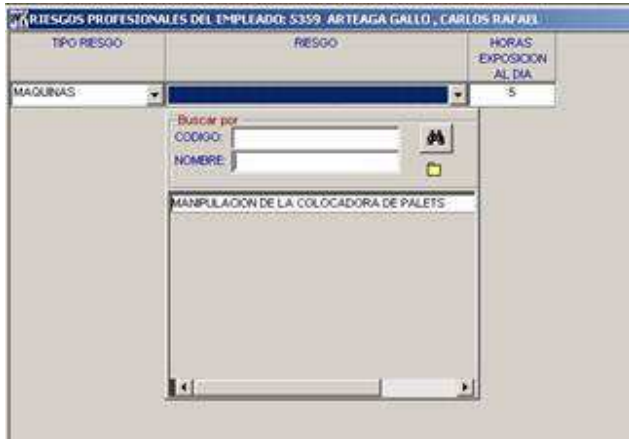 RIESGOS PROFESIONALES DEL EMPLEADO: 5359 ARTEAGA GALLO , CARLOS RAFAEL
TIPO RIESGO RIESGO HORAS
EXPOSICION
AL DIA
MAQUINAS 5
Buscar por
CODIGO:
NOMBRE:
MANIPULACION DE LA COLOCADORA DE PALETS